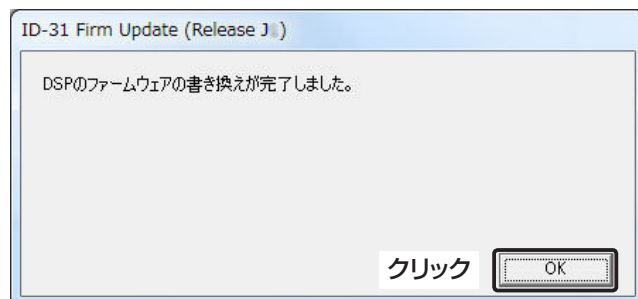 ID-31 Firm Update (Release J )
DSPのファームウェアの書き換えが完了しました。
クリック
OK